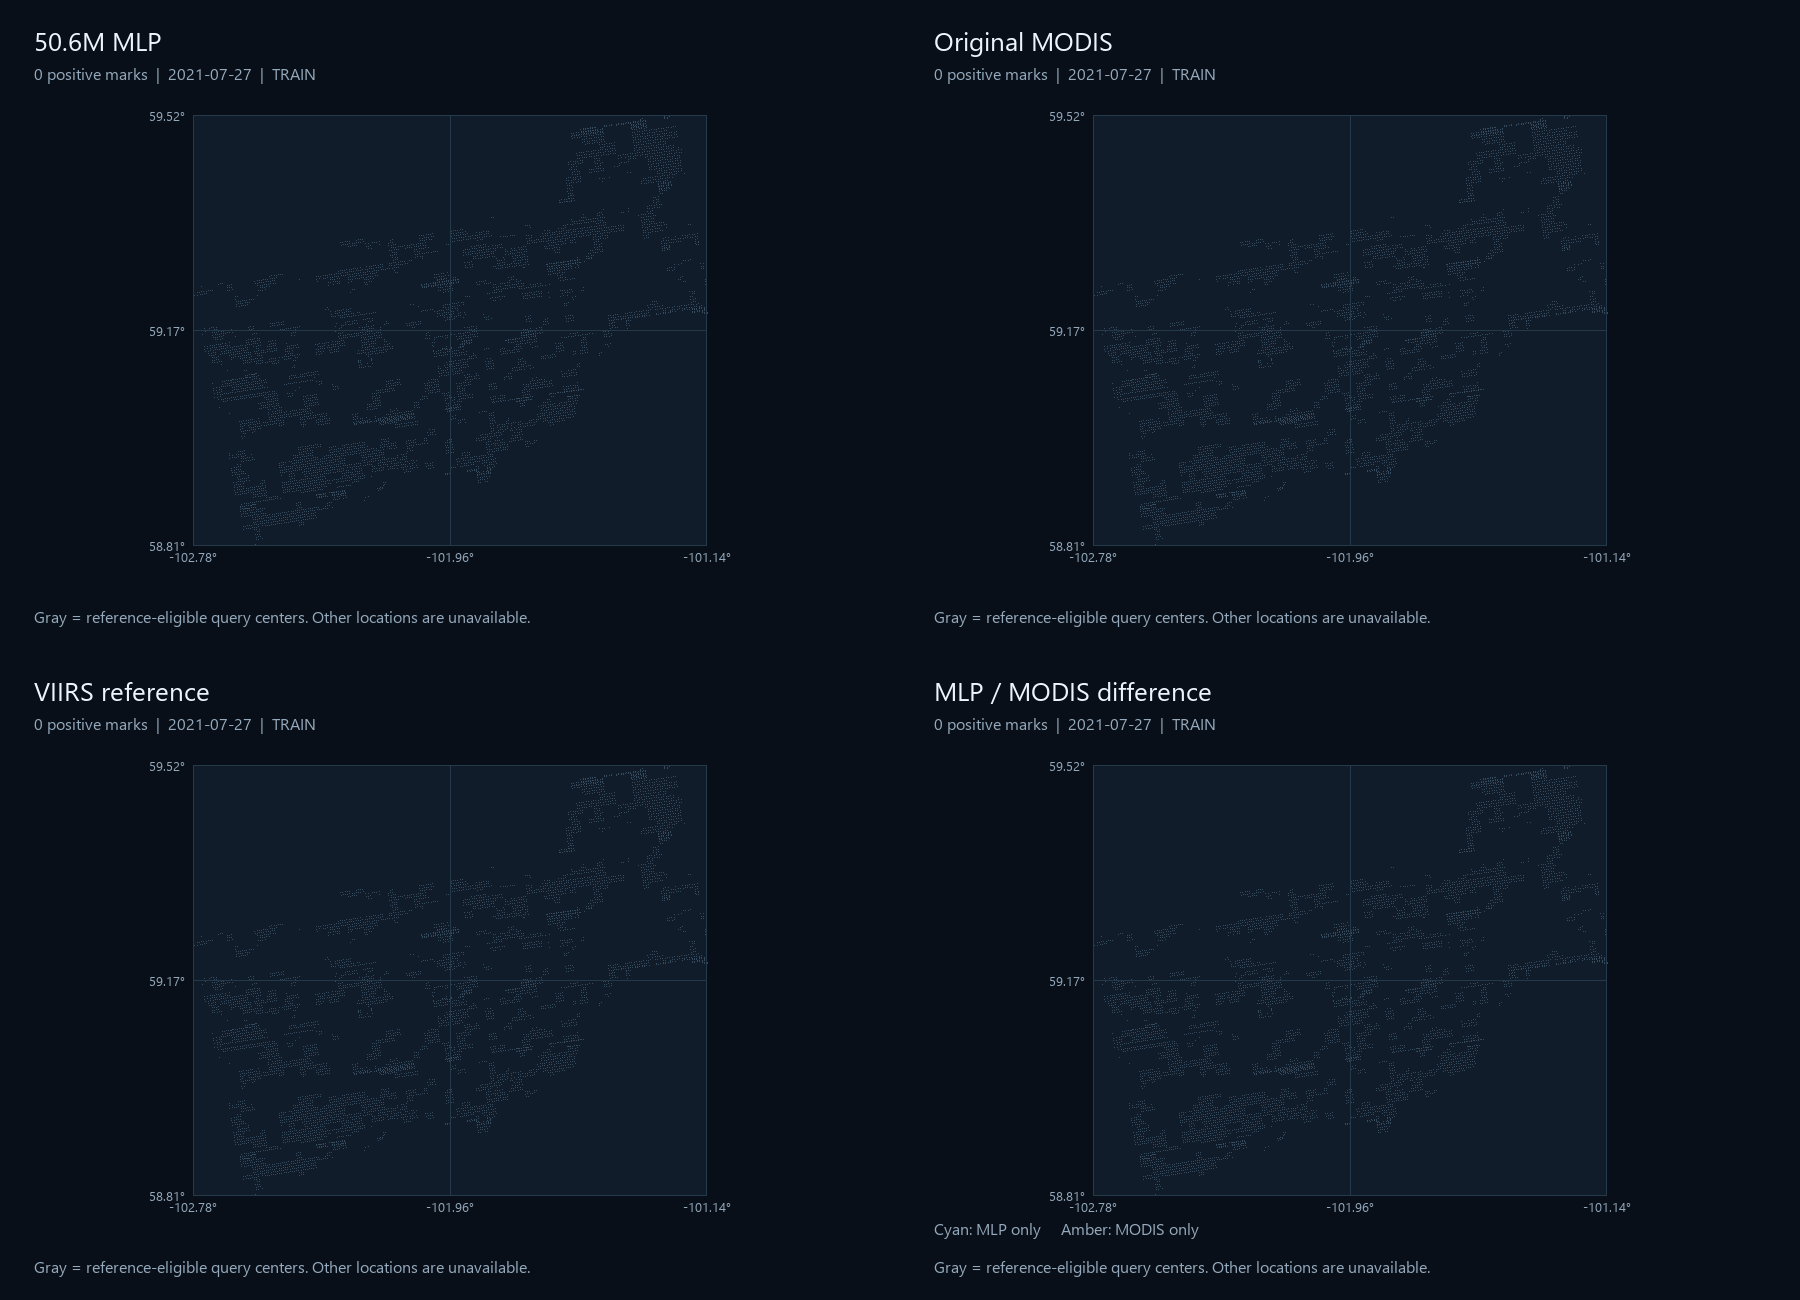 50.6M MLP
0 positive marks | 2021-07-27 | TRAIN
59.52°
59.17°
58.81°
-102.78°
-101.96°
-101.14°
Gray = reference-eligible query centers. Other locations are unavailable.
Original MODIS
0 positive marks | 2021-07-27 | TRAIN
59.52°
59.17°
58.81°
-102.78°
-101.96°
-101.14°
Gray = reference-eligible query centers. Other locations are unavailable.
VIIRS reference
0 positive marks | 2021-07-27 | TRAIN
59.52°
59.17°
58.81°
-102.78°
-101.96°
-101.14°
Gray = reference-eligible query centers. Other locations are unavailable.
MLP / MODIS difference
0 positive marks | 2021-07-27 | TRAIN
59.52°
59.17°
58.81°
-102.78°
-101.96°
-101.14°
Cyan: MLP only Amber: MODIS only
Gray = reference-eligible query centers. Other locations are unavailable.